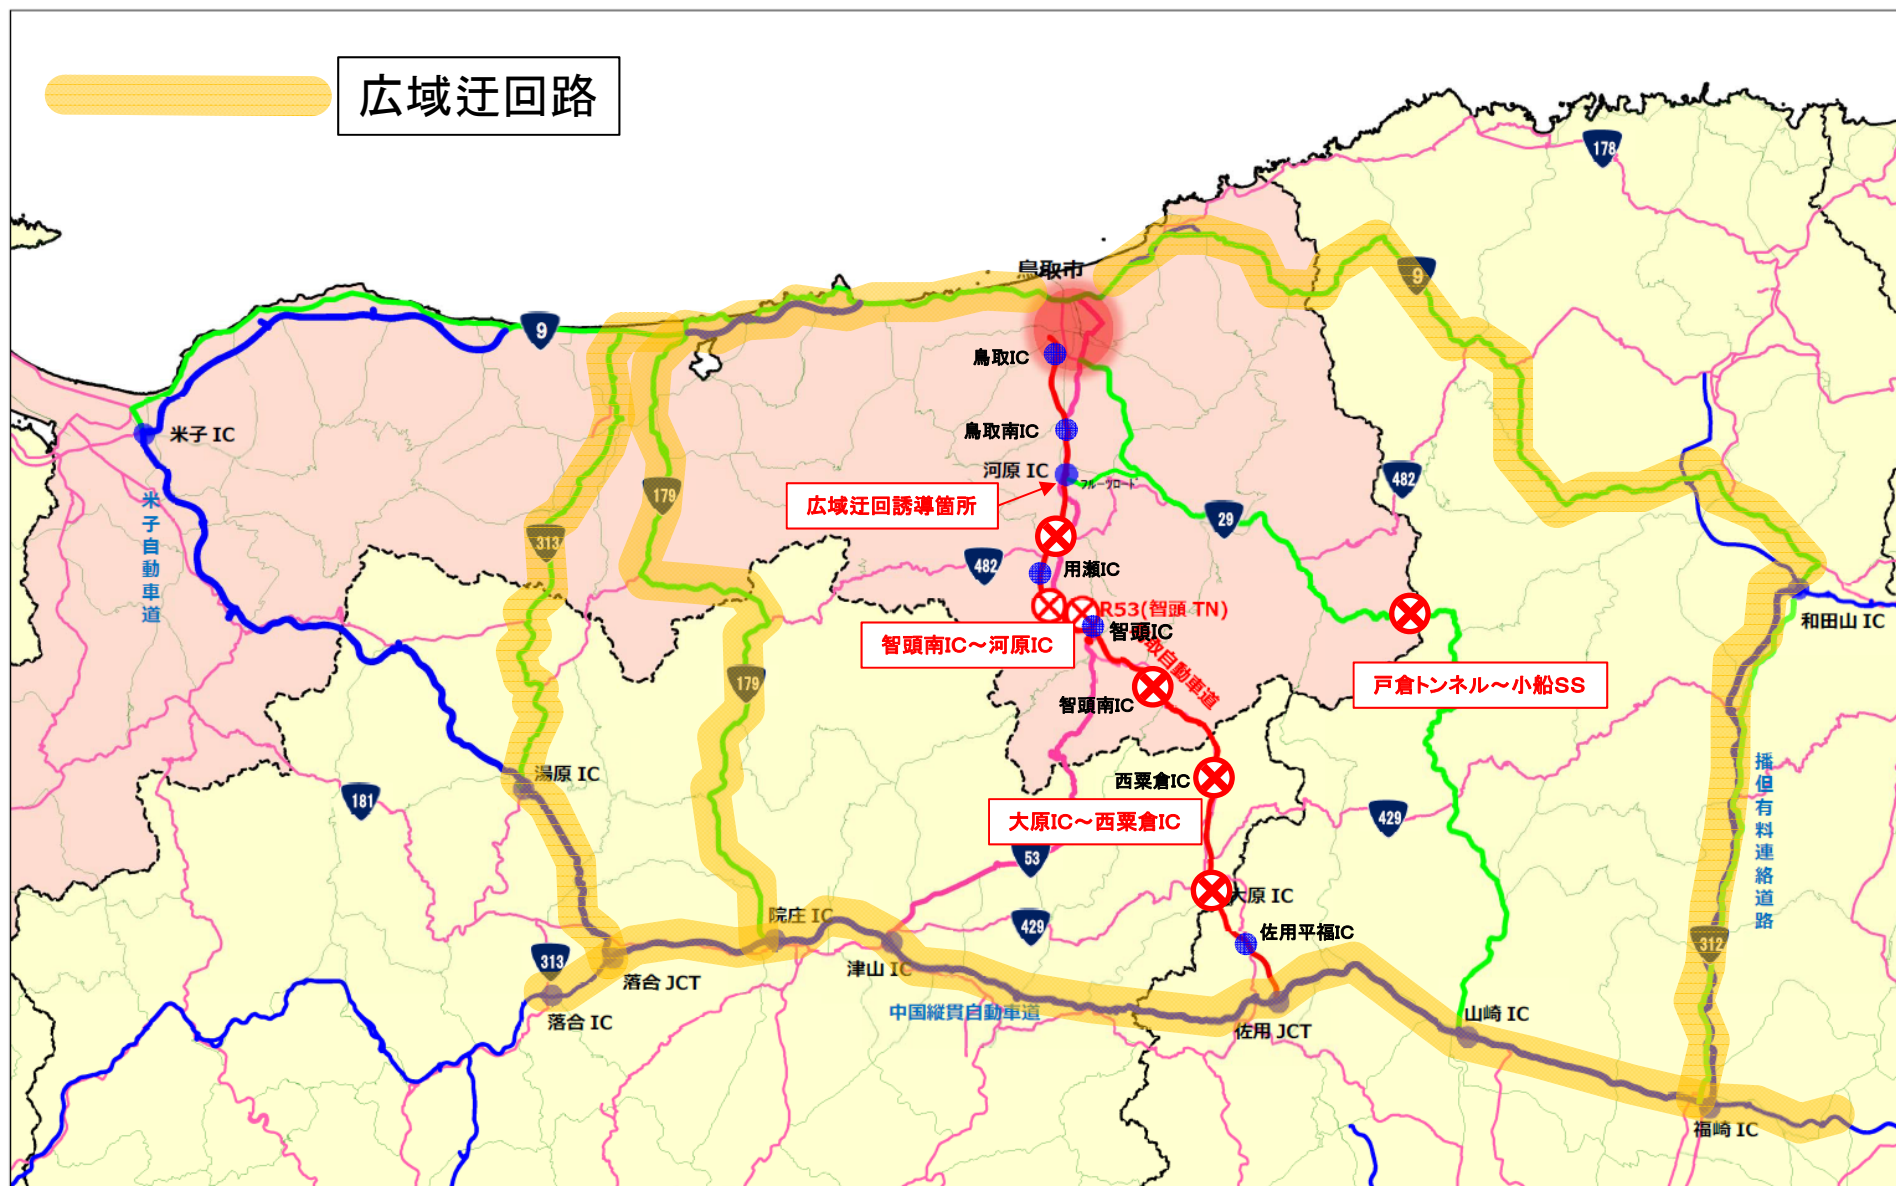 広域迂回路
178
鳥取市
9
9
鳥取IC
米子 IC
鳥取南IC
河原 IC
フルーツロード
482
179
広域迂回誘導箇所
29
米子自動車道
313
482
用瀬IC
R53(智頭 TN)
智頭IC
和田山 IC
智頭南IC～河原IC
取自動車道
戸倉トンネル～小船SS
179
智頭南IC
湯原 IC
西粟倉IC
播但有料連絡道路
181
大原IC～西粟倉IC
429
53
大原 IC
院庄 IC
429
佐用平福IC
312
313
津山 IC
落合 JCT
中国縦貫自動車道
山崎 IC
落合 IC
佐用 JCT
福崎 IC